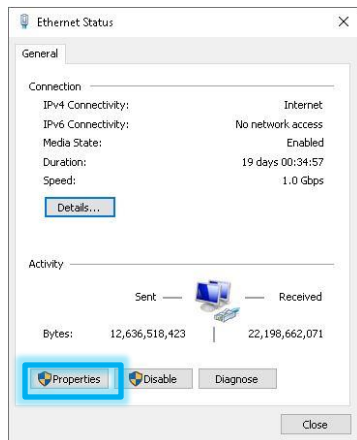 Ethernet Status
General
Connection
IPv4 Connectivity: Internet
IPv6 Connectivity: No network access
Media State: Enabled
Duration: 19 days 00:34:57
Speed: 1.0 Gbps
Details...
Activity
Sent Received
Bytes: 12,636,518,423 22,198,662,071
Properties Disable Diagnose
Close